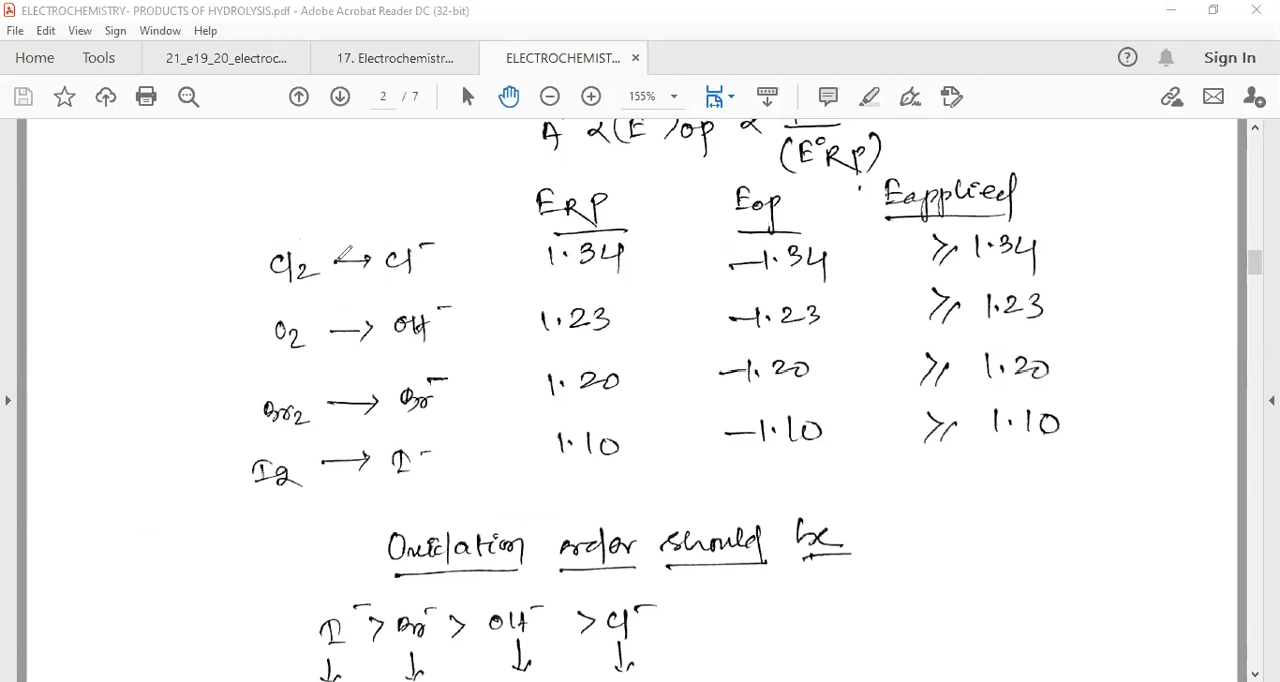 ELECTROCHEMISTRY- PRODUCTS OF HYDROLYSIS.pdf - Adobe Acrobat Reader DC (32-bit)
File Edit View Sign Window Help
Home Tools 21_e19_20_electroc... 17. Electrochemistr... ELECTROCHEMIST... × Sign In
2 / 7 155%
A ∝ (E )op ∝ (E°RP)
ERP Eop Eapplied
Cl2 ↔ Cl⁻ 1.34 -1.34 ≥ 1.34
O2 → OH⁻ 1.23 -1.23 ≥ 1.23
Br2 → Br⁻ 1.20 -1.20 ≥ 1.20
I2 → I⁻ 1.10 -1.10 ≥ 1.10
Oxidation order should be
I⁻ > Br⁻ > OH⁻ > Cl⁻
↓ ↓ ↓ ↓